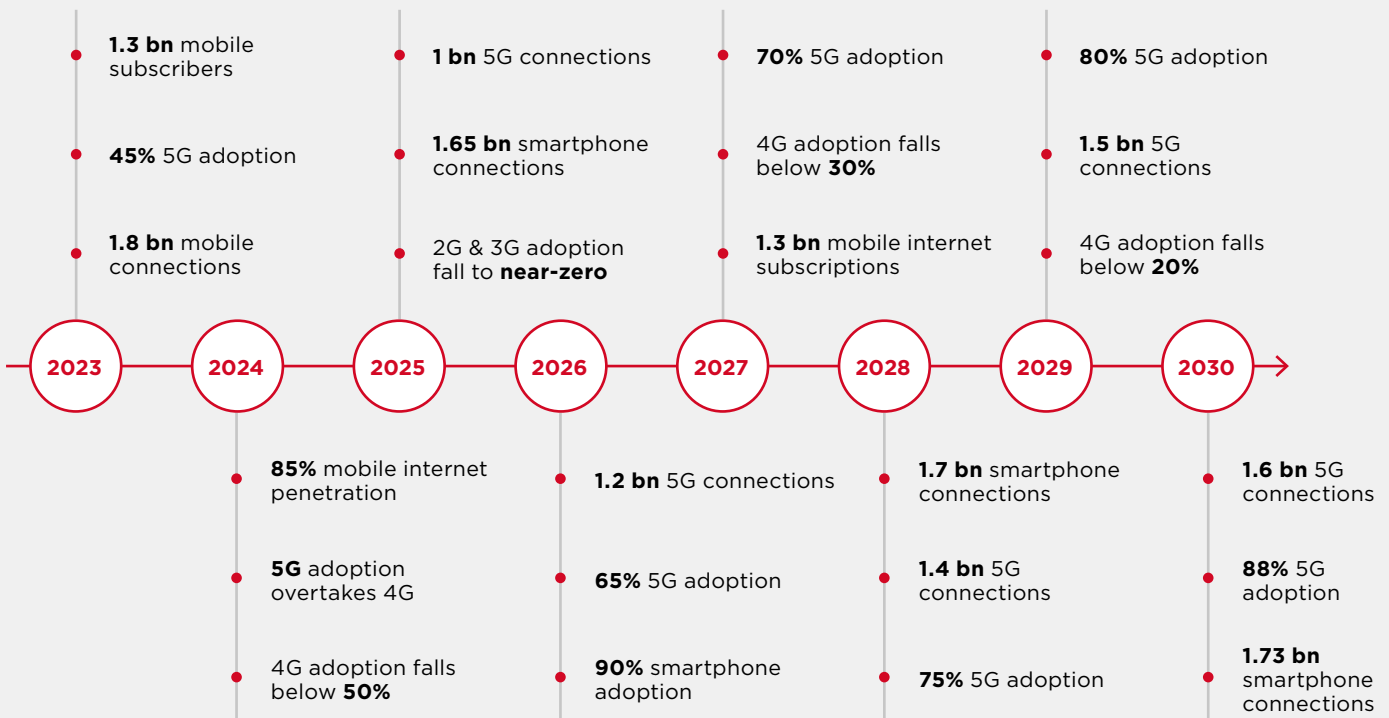 1.3 bn mobile
subscribers
45% 5G adoption
1.8 bn mobile
connections
1 bn 5G connections
1.65 bn smartphone
connections
2G & 3G adoption
fall to near-zero
70% 5G adoption
4G adoption falls
below 30%
1.3 bn mobile internet
subscriptions
80% 5G adoption
1.5 bn 5G
connections
4G adoption falls
below 20%
2023
2024
2025
2026
2027
2028
2029
2030
85% mobile internet
penetration
5G adoption
overtakes 4G
4G adoption falls
below 50%
1.2 bn 5G connections
65% 5G adoption
90% smartphone
adoption
1.7 bn smartphone
connections
1.4 bn 5G
connections
75% 5G adoption
1.6 bn 5G
connections
88% 5G
adoption
1.73 bn
smartphone
connections